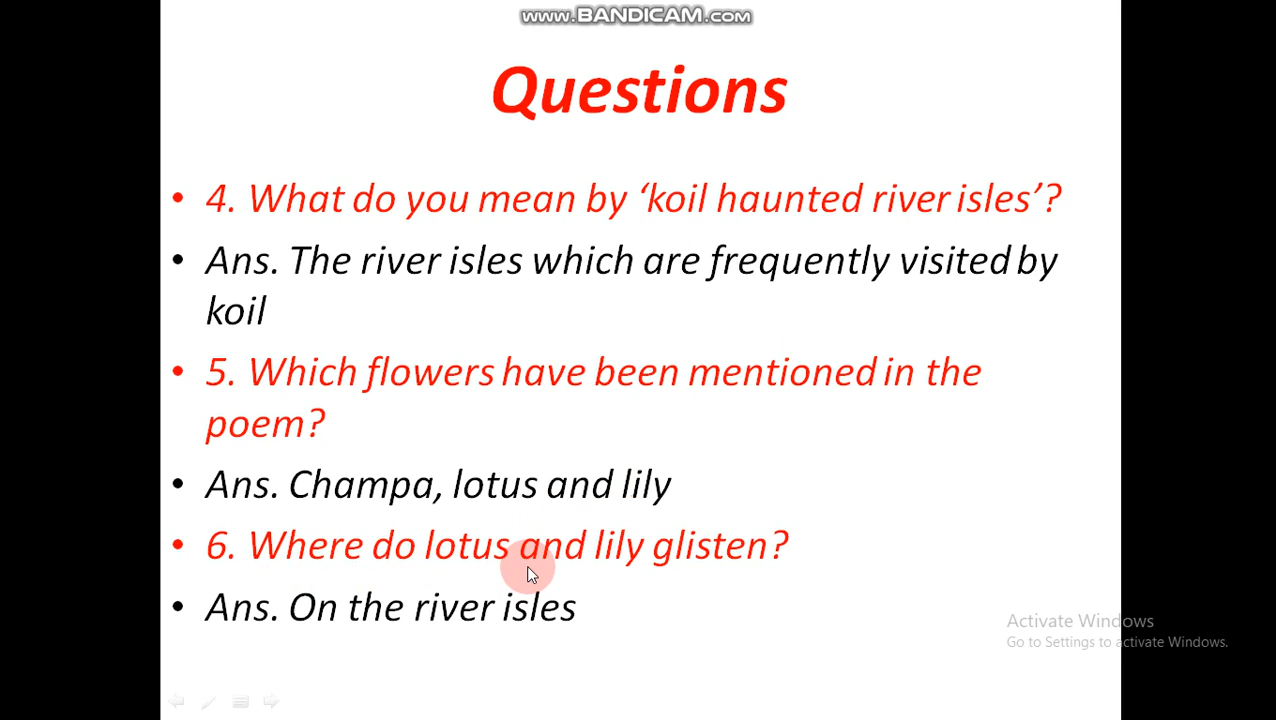 www.BANDICAM.com
Questions
• 4. What do you mean by ‘koil haunted river isles’?
• Ans. The river isles which are frequently visited by
koil
• 5. Which flowers have been mentioned in the
poem?
• Ans. Champa, lotus and lily
• 6. Where do lotus and lily glisten?
• Ans. On the river isles
Activate Windows
Go to Settings to activate Windows.